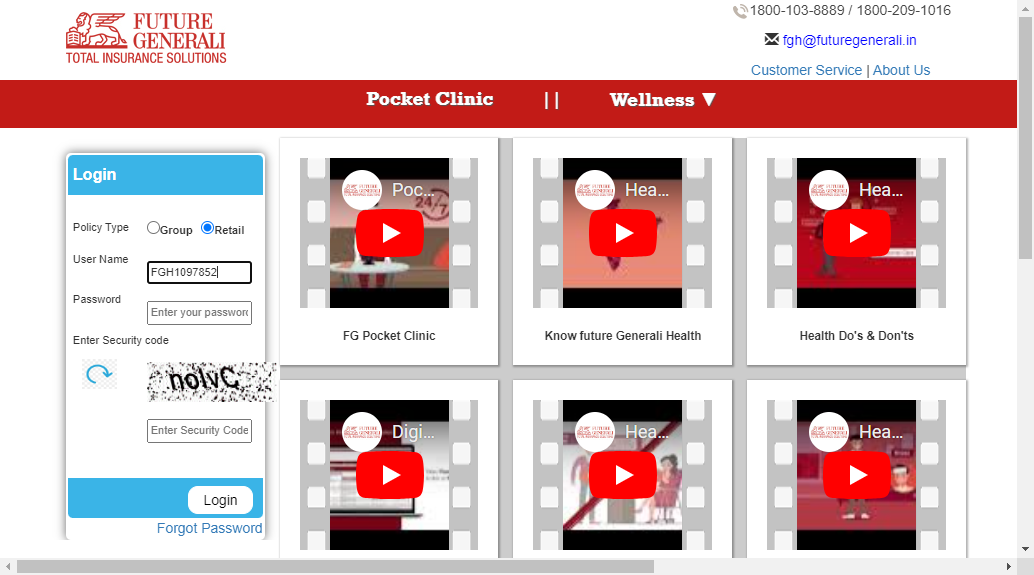 FUTURE
GENERALI
TOTAL INSURANCE SOLUTIONS
1800-103-8889 / 1800-209-1016
fgh@futuregenerali.in
Customer Service | About Us
Pocket Clinic || Wellness ▼
Login
Policy Type Group Retail
User Name FGH1097852
Password Enter your password
Enter Security code
Enter Security Code
Login
Forgot Password
Poc...
24/7
FG Pocket Clinic
Hea...
Know future Generali Health
Hea...
Health Do's & Don'ts
Digi...
Hea...
Hea...